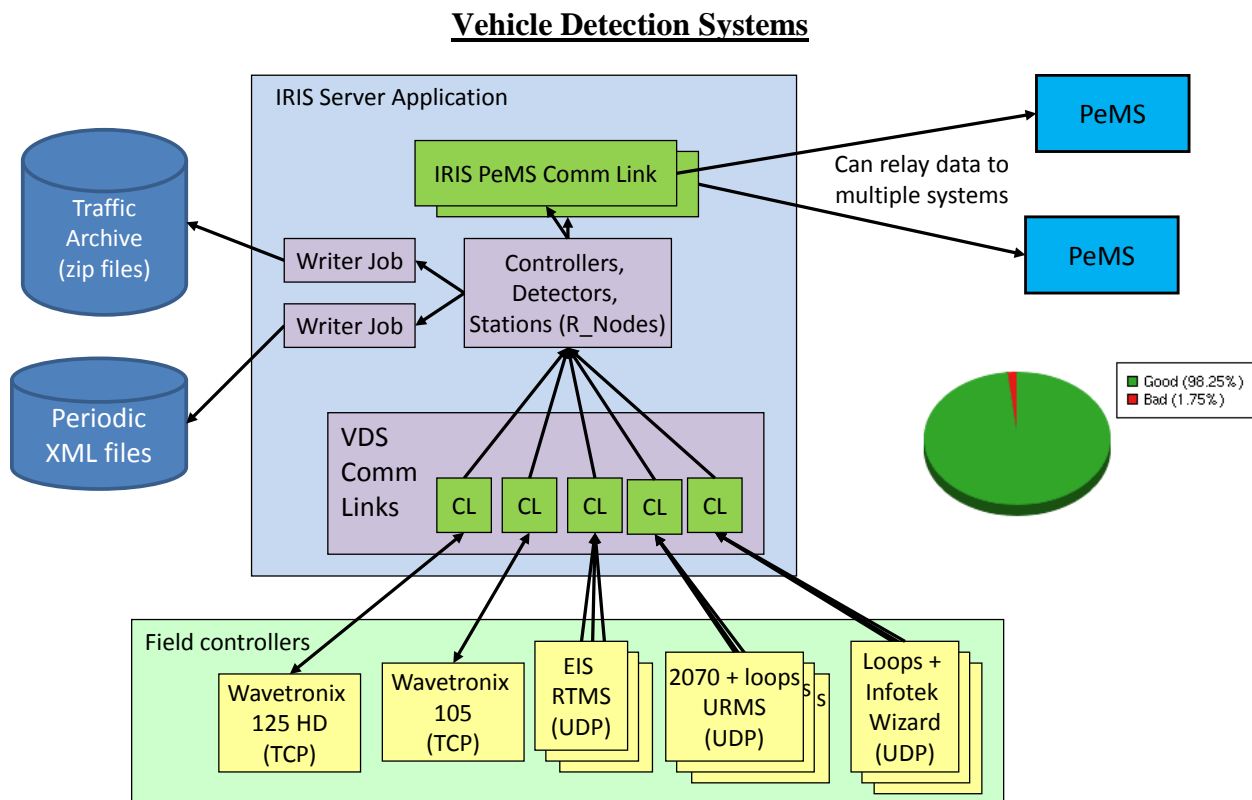 Vehicle Detection Systems
IRIS Server Application
PeMS
IRIS PeMS Comm Link
Can relay data to
multiple systems
PeMS
Traffic
Archive
(zip files)
Writer Job
Writer Job
Controllers,
Detectors,
Stations (R_Nodes)
Good (98.25%)
Bad (1.75%)
Periodic
XML files
VDS
Comm
Links
CL
CL
CL
CL
CL
Field controllers
Wavetronix
125 HD
(TCP)
Wavetronix
105
(TCP)
EIS
RTMS
(UDP)
2070 + loops
URMS
(UDP)
s
s
Loops +
Infotek
Wizard
(UDP)